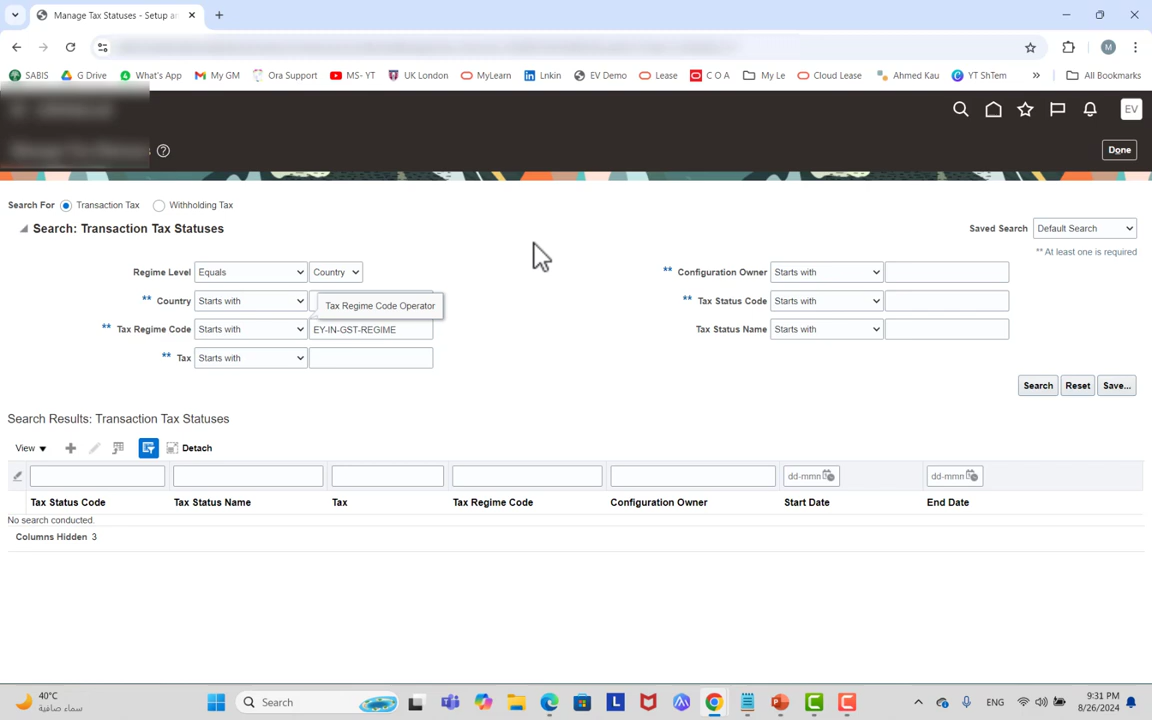 Manage Tax Statuses - Setup an
SABIS G Drive What's App My GM Ora Support MS- YT UK London MyLearn Lnkin EV Demo Lease C O A My Le Cloud Lease Ahmed Kau YT ShTem » All Bookmarks
EV
Done
Search For Transaction Tax Withholding Tax
Search: Transaction Tax Statuses Saved Search Default Search
** At least one is required
Regime Level Equals Country ** Configuration Owner Starts with
** Country Starts with ** Tax Status Code Starts with
Tax Regime Code Operator
** Tax Regime Code Starts with EY-IN-GST-REGIME Tax Status Name Starts with
** Tax Starts with
Search Reset Save...
Search Results: Transaction Tax Statuses
View Detach
dd-mmm dd-mmm
Tax Status Code Tax Status Name Tax Tax Regime Code Configuration Owner Start Date End Date
No search conducted.
Columns Hidden 3
40°C
سماء صافية
Search
ENG
9:31 PM
8/26/2024